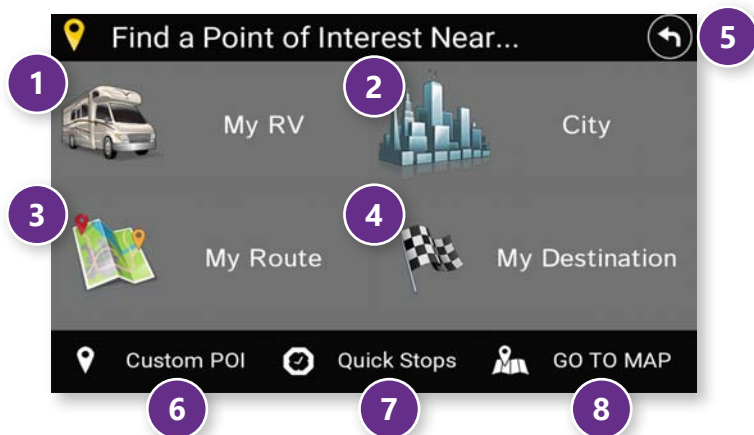 Find a Point of Interest Near...
5
1
My RV
2
City
3
My Route
4
My Destination
Custom POI
Quick Stops
GO TO MAP
6
7
8